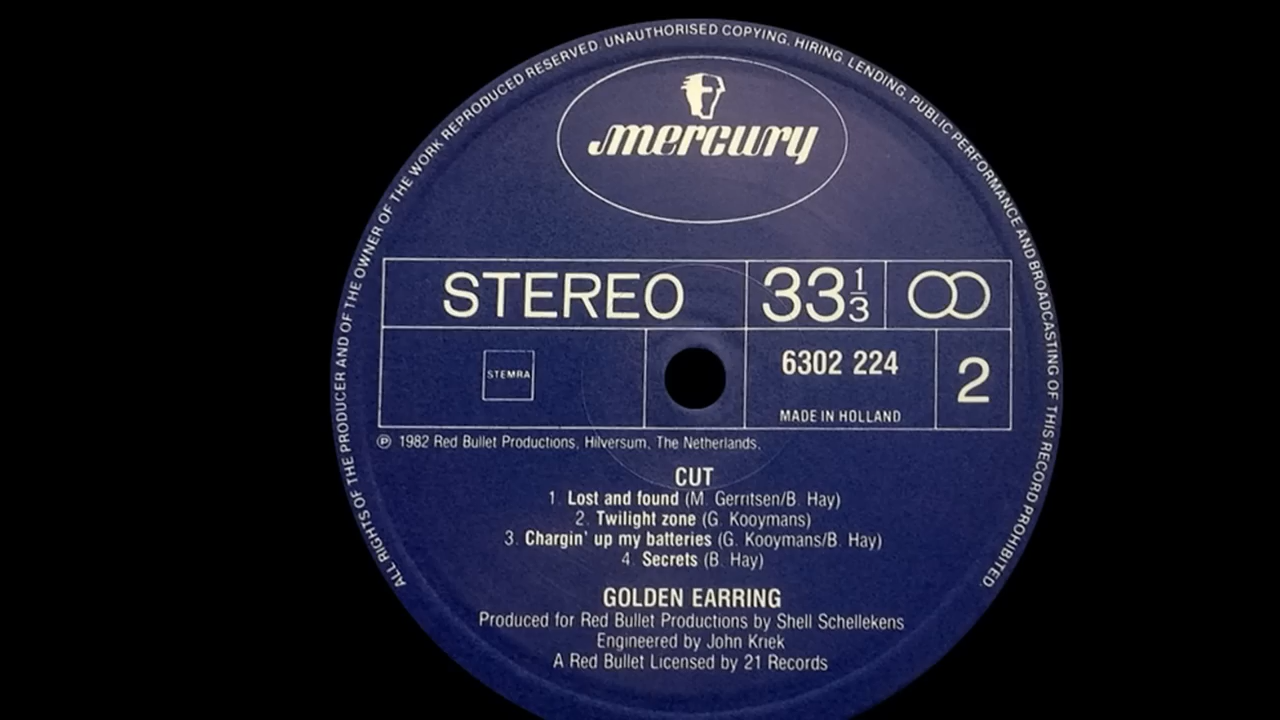 ALL RIGHTS OF THE PRODUCER AND OF THE OWNER OF THE WORK REPRODUCED RESERVED. UNAUTHORISED COPYING, HIRING, LENDING, PUBLIC PERFORMANCE AND BROADCASTING OF THIS RECORD PROHIBITED.
mercury
STEREO 33 1/3
STEMRA
6302 224
MADE IN HOLLAND
2
℗ 1982 Red Bullet Productions, Hilversum, The Netherlands.
CUT
1. Lost and found (M. Gerritsen/B. Hay)
2. Twilight zone (G. Kooymans)
3. Chargin' up my batteries (G. Kooymans/B. Hay)
4. Secrets (B. Hay)
GOLDEN EARRING
Produced for Red Bullet Productions by Shell Schellekens
Engineered by John Kriek
A Red Bullet Licensed by 21 Records